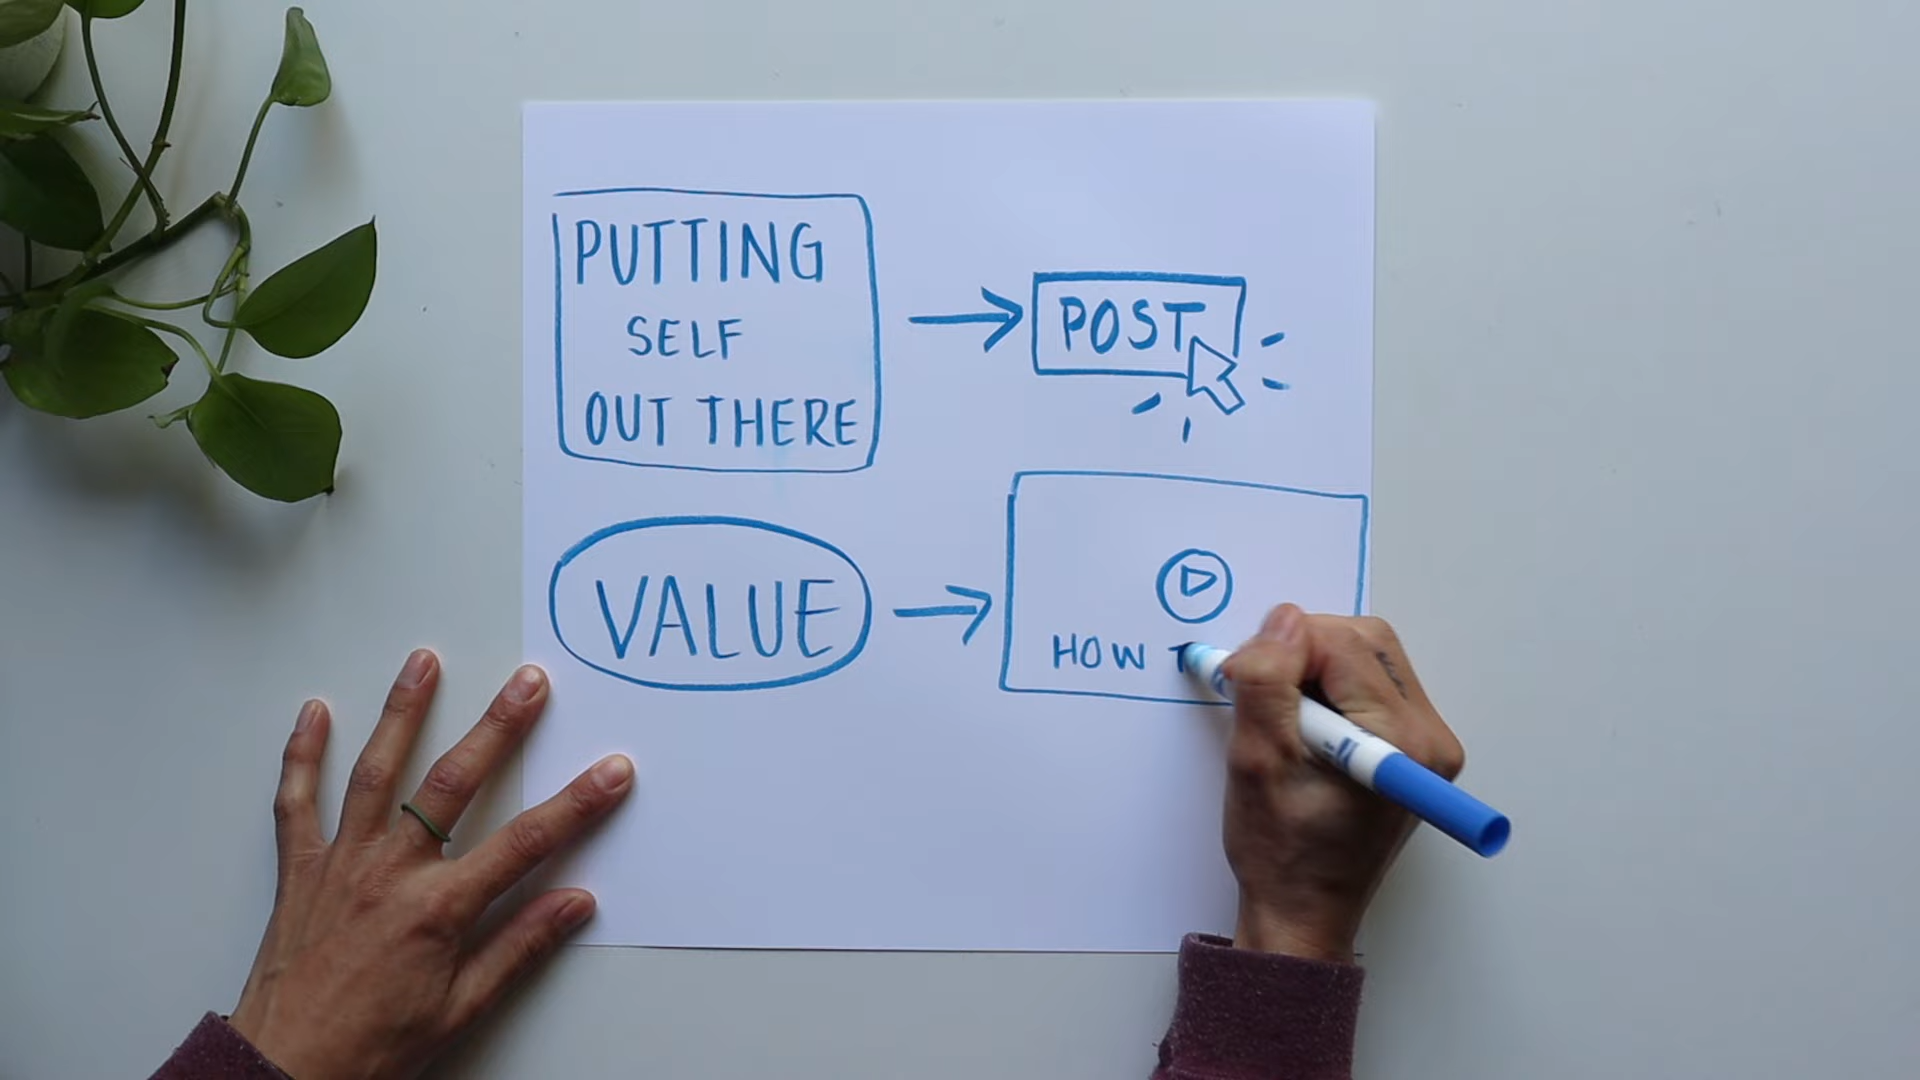 PUTTING
SELF
OUT THERE
POST
VALUE
HOW T